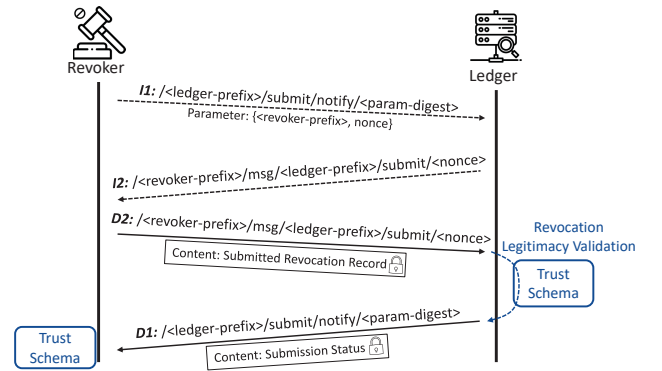 Revoker
Ledger
I1: /<ledger-prefix>/submit/notify/<param-digest>
Parameter: {<revoker-prefix>, nonce}
I2: /<revoker-prefix>/msg/<ledger-prefix>/submit/<nonce>
D2: /<revoker-prefix>/msg/<ledger-prefix>/submit/<nonce>
Content: Submitted Revocation Record
Revocation
Legitimacy Validation
Trust
Schema
D1: /<ledger-prefix>/submit/notify/<param-digest>
Content: Submission Status
Trust
Schema